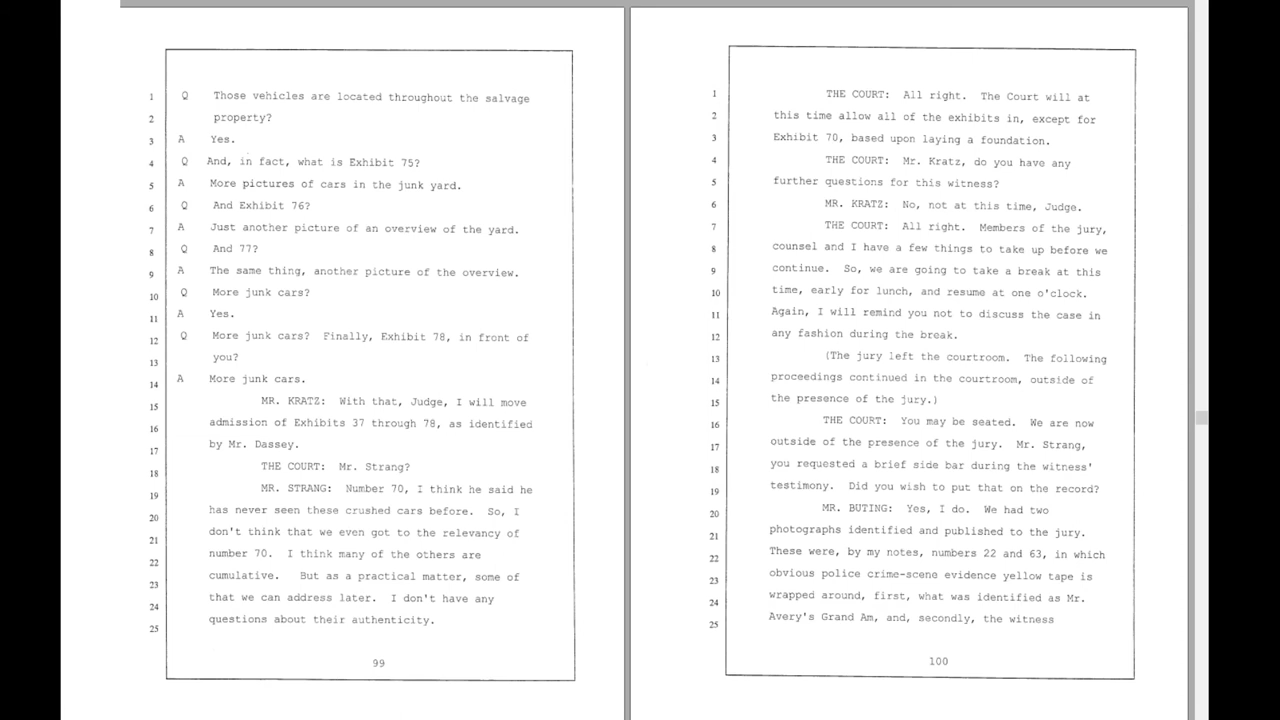 1 Q Those vehicles are located throughout the salvage
2 property?
3 A Yes.
4 Q And, in fact, what is Exhibit 75?
5 A More pictures of cars in the junk yard.
6 Q And Exhibit 76?
7 A Just another picture of an overview of the yard.
8 Q And 77?
9 A The same thing, another picture of the overview.
10 Q More junk cars?
11 A Yes.
12 Q More junk cars? Finally, Exhibit 78, in front of
13 you?
14 A More junk cars.
15 MR. KRATZ: With that, Judge, I will move
16 admission of Exhibits 37 through 78, as identified
17 by Mr. Dassey.
18 THE COURT: Mr. Strang?
19 MR. STRANG: Number 70, I think he said he
20 has never seen these crushed cars before. So, I
21 don't think that we even got to the relevancy of
22 number 70. I think many of the others are
23 cumulative. But as a practical matter, some of
24 that we can address later. I don't have any
25 questions about their authenticity.
99
1 THE COURT: All right. The Court will at
2 this time allow all of the exhibits in, except for
3 Exhibit 70, based upon laying a foundation.
4 THE COURT: Mr. Kratz, do you have any
5 further questions for this witness?
6 MR. KRATZ: No, not at this time, Judge.
7 THE COURT: All right. Members of the jury,
8 counsel and I have a few things to take up before we
9 continue. So, we are going to take a break at this
10 time, early for lunch, and resume at one o'clock.
11 Again, I will remind you not to discuss the case in
12 any fashion during the break.
13 (The jury left the courtroom. The following
14 proceedings continued in the courtroom, outside of
15 the presence of the jury.)
16 THE COURT: You may be seated. We are now
17 outside of the presence of the jury. Mr. Strang,
18 you requested a brief side bar during the witness'
19 testimony. Did you wish to put that on the record?
20 MR. BUTING: Yes, I do. We had two
21 photographs identified and published to the jury.
22 These were, by my notes, numbers 22 and 63, in which
23 obvious police crime-scene evidence yellow tape is
24 wrapped around, first, what was identified as Mr.
25 Avery's Grand Am, and, secondly, the witness
100